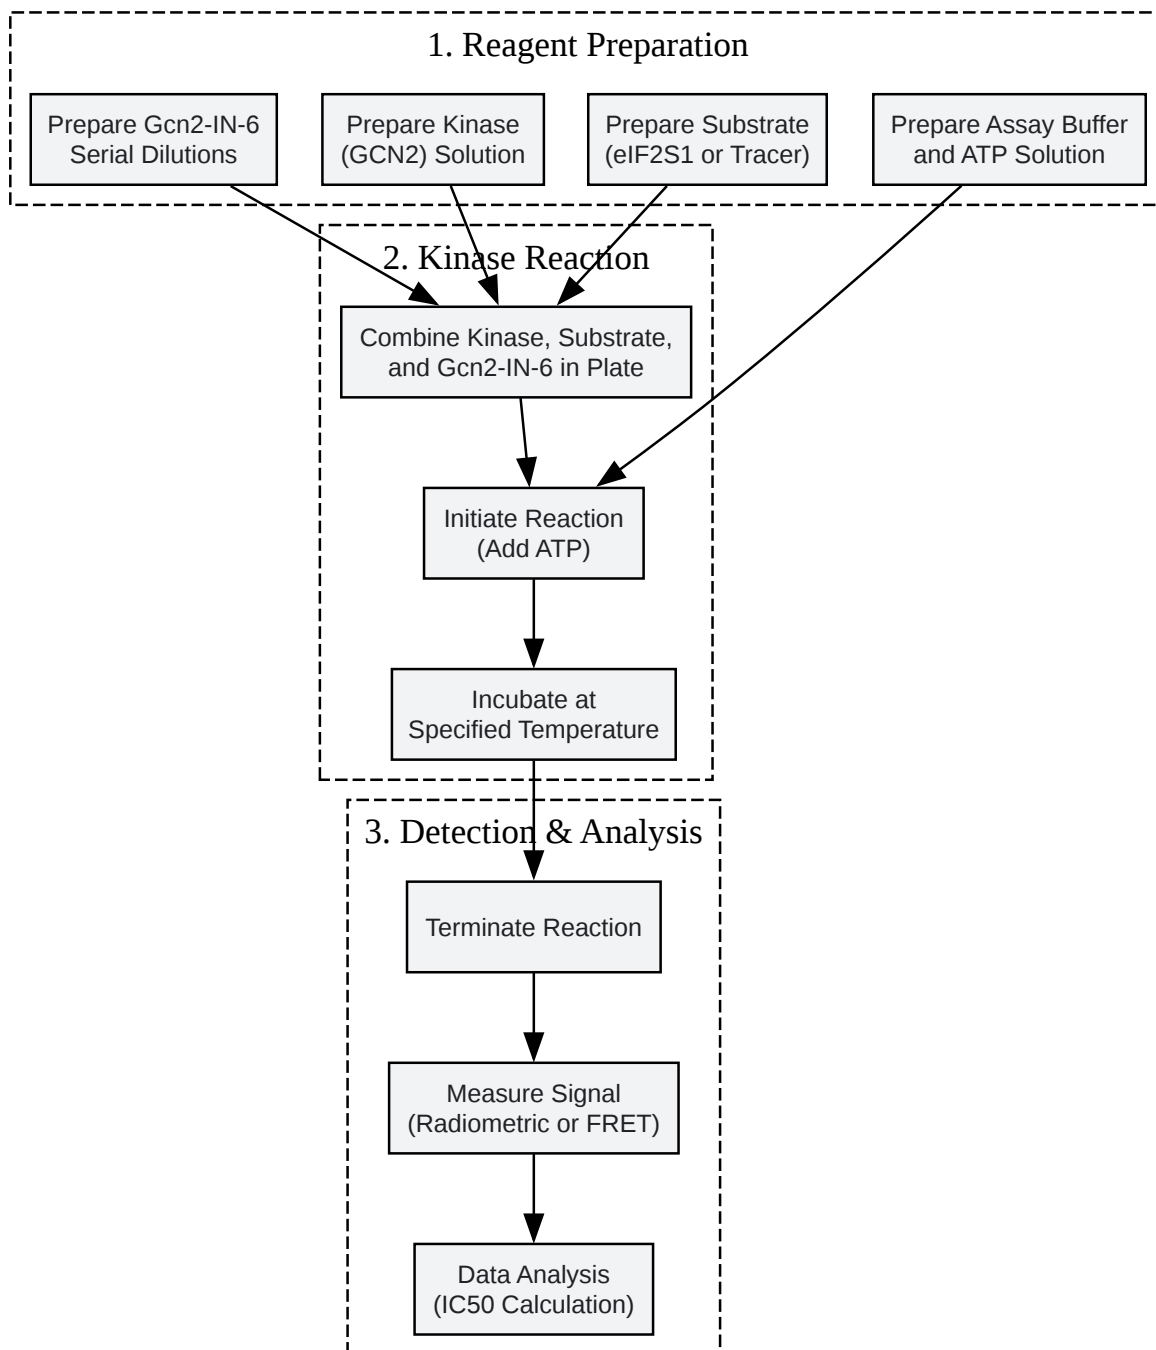 1. Reagent Preparation
Prepare Gcn2-IN-6
Serial Dilutions
Prepare Kinase
(GCN2) Solution
Prepare Substrate
(eIF2S1 or Tracer)
Prepare Assay Buffer
and ATP Solution
2. Kinase Reaction
Combine Kinase, Substrate,
and Gcn2-IN-6 in Plate
Initiate Reaction
(Add ATP)
Incubate at
Specified Temperature
3. Detection & Analysis
Terminate Reaction
Measure Signal
(Radiometric or FRET)
Data Analysis
(IC50 Calculation)